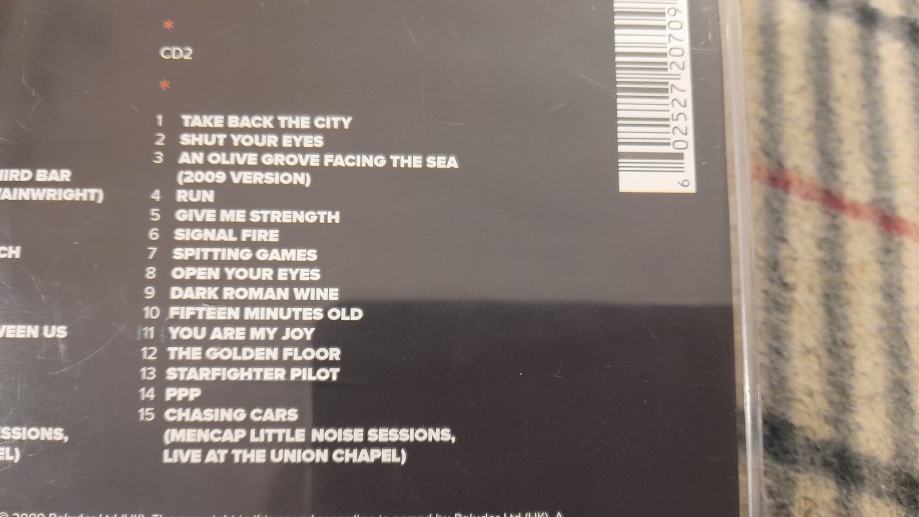 *
CD2
*
1 TAKE BACK THE CITY
2 SHUT YOUR EYES
3 AN OLIVE GROVE FACING THE SEA
(2009 VERSION)
HIRD BAR
4 RUN
AINWRIGHT)
5 GIVE ME STRENGTH
6 SIGNAL FIRE
CH
7 SPITTING GAMES
8 OPEN YOUR EYES
9 DARK ROMAN WINE
10 FIFTEEN MINUTES OLD
VEEN US
11 YOU ARE MY JOY
12 THE GOLDEN FLOOR
13 STARFIGHTER PILOT
14 PPP
15 CHASING CARS
SSIONS,
(MENCAP LITTLE NOISE SESSIONS,
EL)
LIVE AT THE UNION CHAPEL)
6 02527 20709